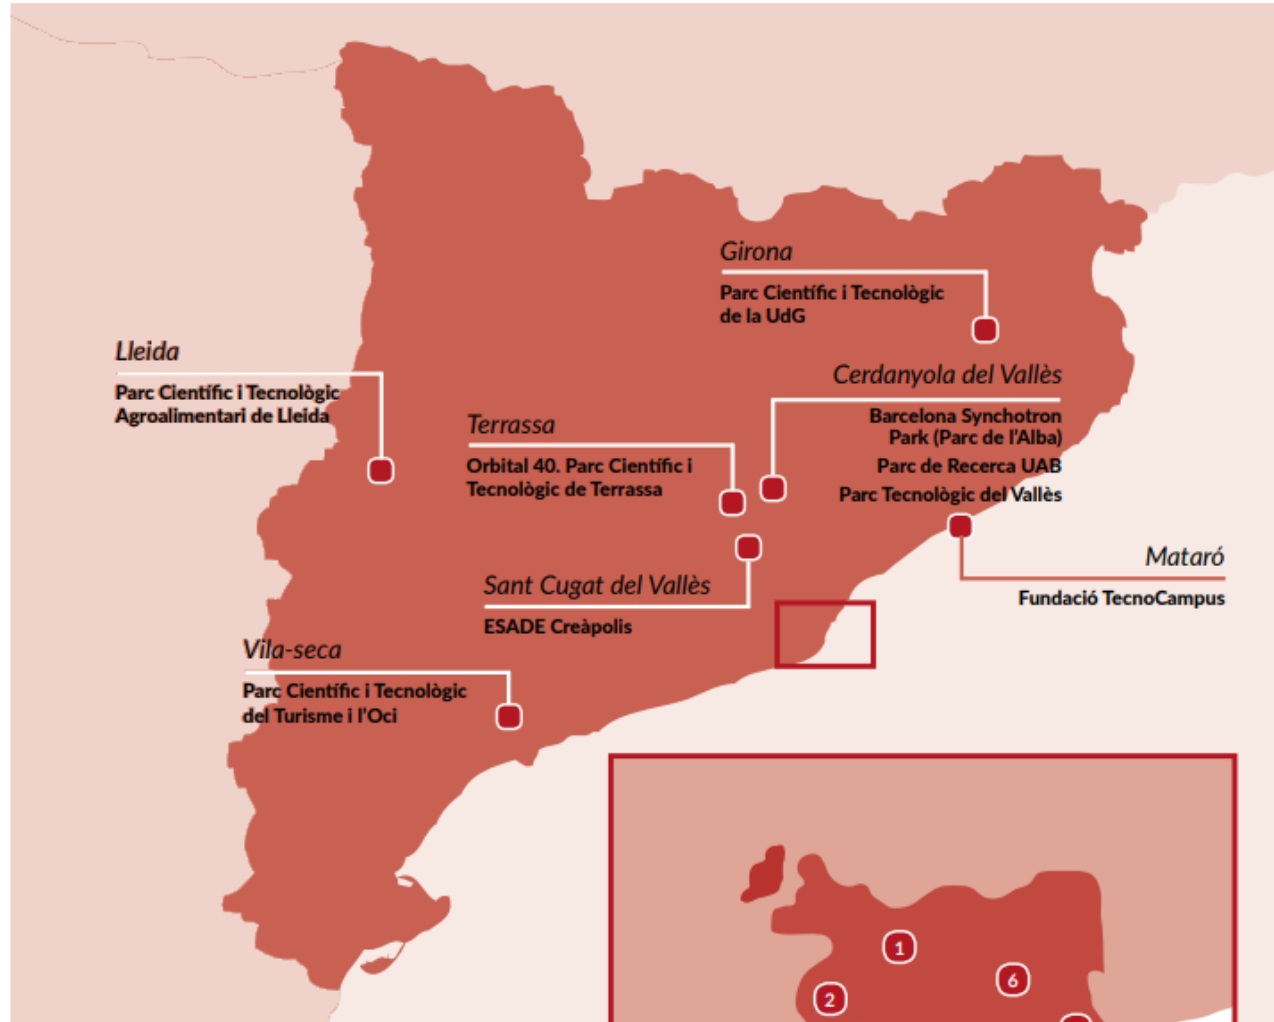 Girona
Parc Científic i Tecnològic
de la UdG
Lleida
Parc Científic i Tecnològic
Agroalimentari de Lleida
Cerdanyola del Vallès
Barcelona Synchotron
Park (Parc de l'Alba)
Parc de Recerca UAB
Parc Tecnològic del Vallès
Terrassa
Orbital 40. Parc Científic i
Tecnològic de Terrassa
Mataró
Fundació TecnoCampus
Sant Cugat del Vallès
ESADE Creàpolis
Vila-seca
Parc Científic i Tecnològic
del Turisme i l'Oci
1
6
2